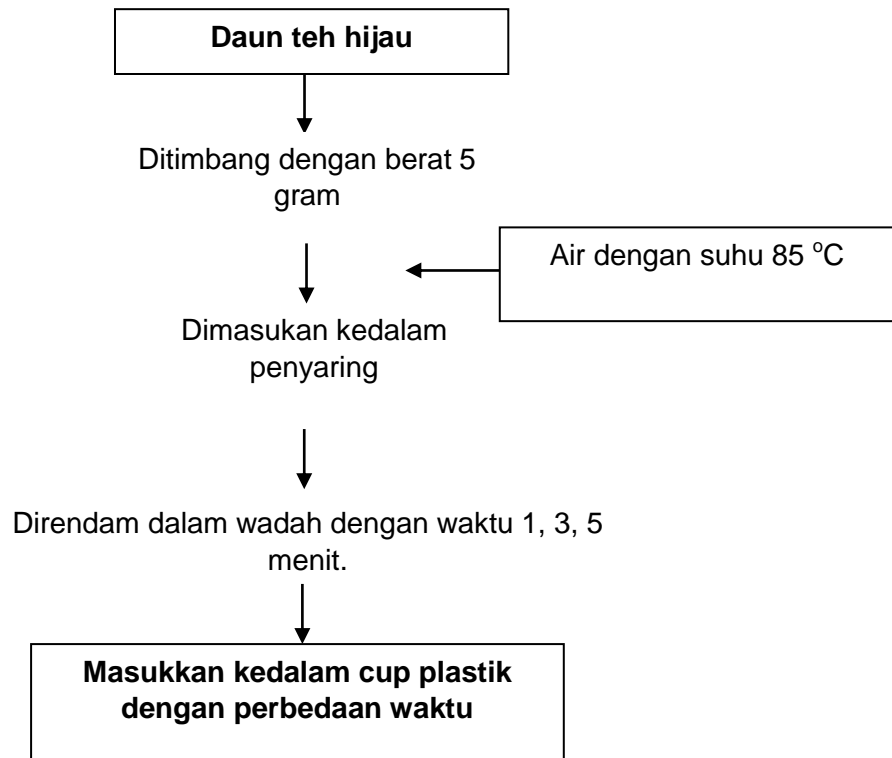 Daun teh hijau
Ditimbang dengan berat 5
gram
Air dengan suhu 85 °C
Dimasukan kedalam
penyaring
Direndam dalam wadah dengan waktu 1, 3, 5
menit.
Masukkan kedalam cup plastik
dengan perbedaan waktu